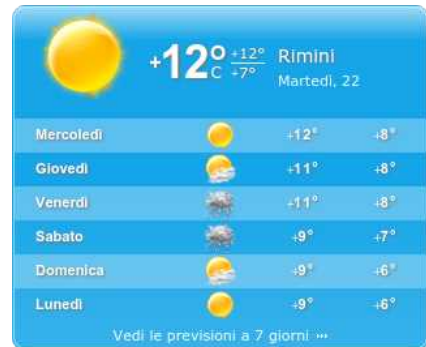 +12° C +12° +7° Rimini
Martedì, 22
Mercoledì +12° +8°
Giovedì +11° +8°
Venerdì +11° +8°
Sabato +9° +7°
Domenica +9° +6°
Lunedì +9° +6°
Vedi le previsioni a 7 giorni ...